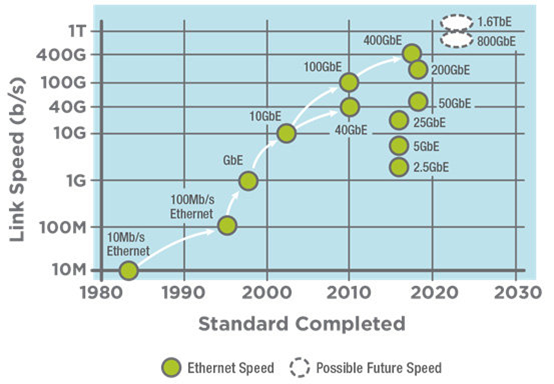 1T
400G
100G
40G
10G
1G
100M
10M
Link Speed (b/s)
1.6TbE
800GbE
400GbE
200GbE
100GbE
50GbE
40GbE
25GbE
10GbE
5GbE
2.5GbE
GbE
100Mb/s
Ethernet
10Mb/s
Ethernet
1980
1990
2000
2010
2020
2030
Standard Completed
Ethernet Speed
Possible Future Speed